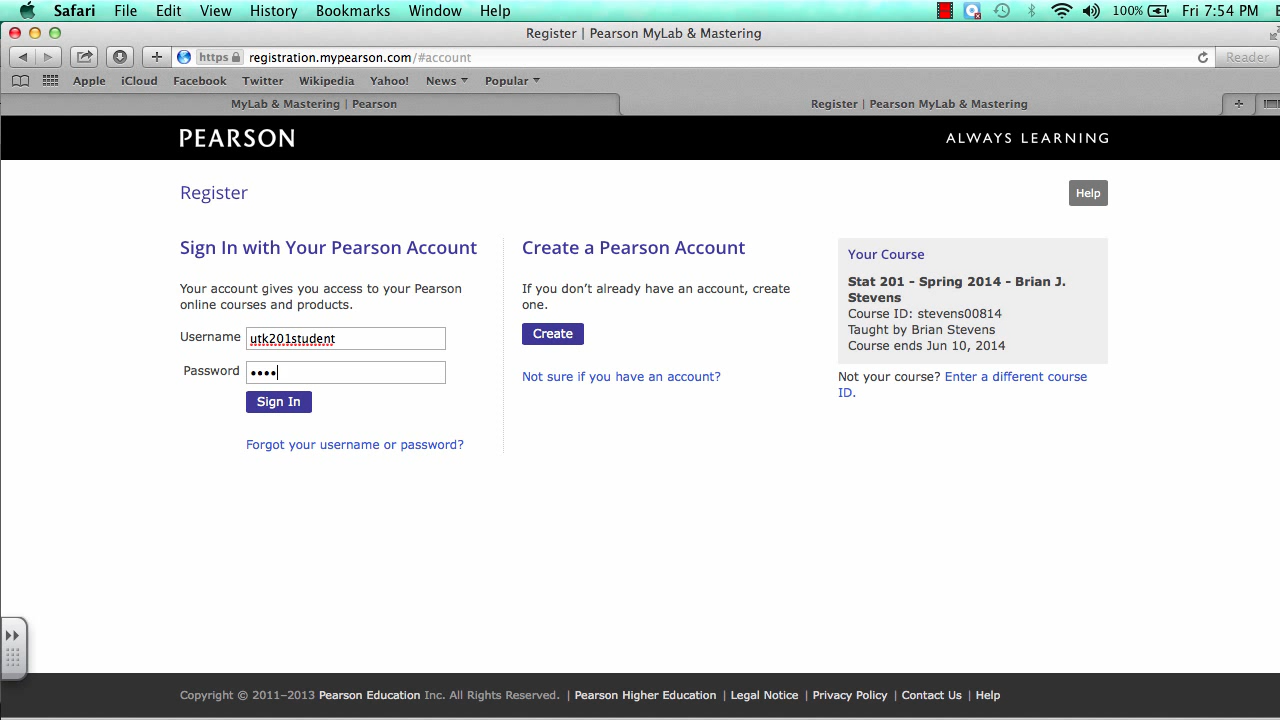 Safari File Edit View History Bookmarks Window Help 100% Fri 7:54 PM
Register | Pearson MyLab & Mastering
https registration.mypearson.com/#account Reader
Apple iCloud Facebook Twitter Wikipedia Yahoo! News Popular
MyLab & Mastering | Pearson Register | Pearson MyLab & Mastering
PEARSON ALWAYS LEARNING
Register Help
Sign In with Your Pearson Account
Your account gives you access to your Pearson
online courses and products.
Username utk201student
Password ••••
Sign In
Forgot your username or password?
Create a Pearson Account
If you don't already have an account, create
one.
Create
Not sure if you have an account?
Your Course
Stat 201 - Spring 2014 - Brian J.
Stevens
Course ID: stevens00814
Taught by Brian Stevens
Course ends Jun 10, 2014
Not your course? Enter a different course
ID.
Copyright © 2011–2013 Pearson Education Inc. All Rights Reserved. | Pearson Higher Education | Legal Notice | Privacy Policy | Contact Us | Help